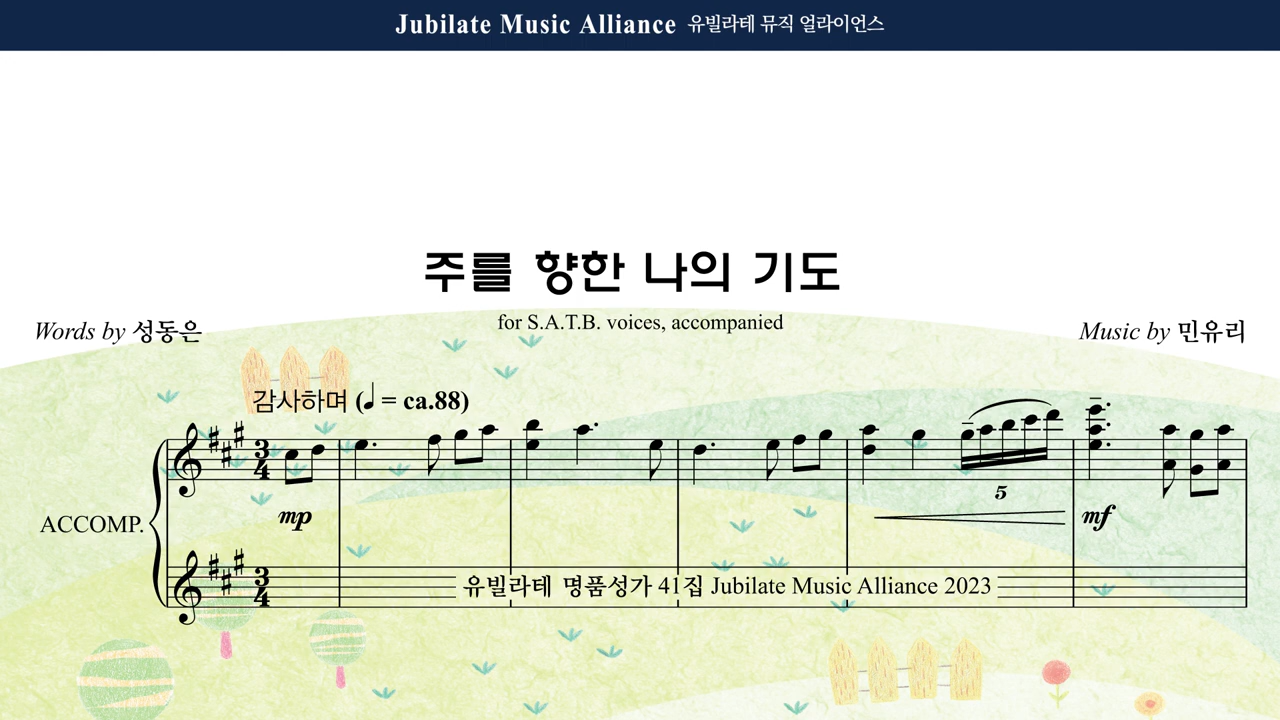 Jubilate Music Alliance 유빌라테 뮤직 얼라이언스
주를 향한 나의 기도
for S.A.T.B. voices, accompanied
Words by 성동은
Music by 민유리
감사하며 (♩ = ca.88)
3 4
5
ACCOMP.
mp
mf
3 4
유빌라테 명품성가 41집 Jubilate Music Alliance 2023